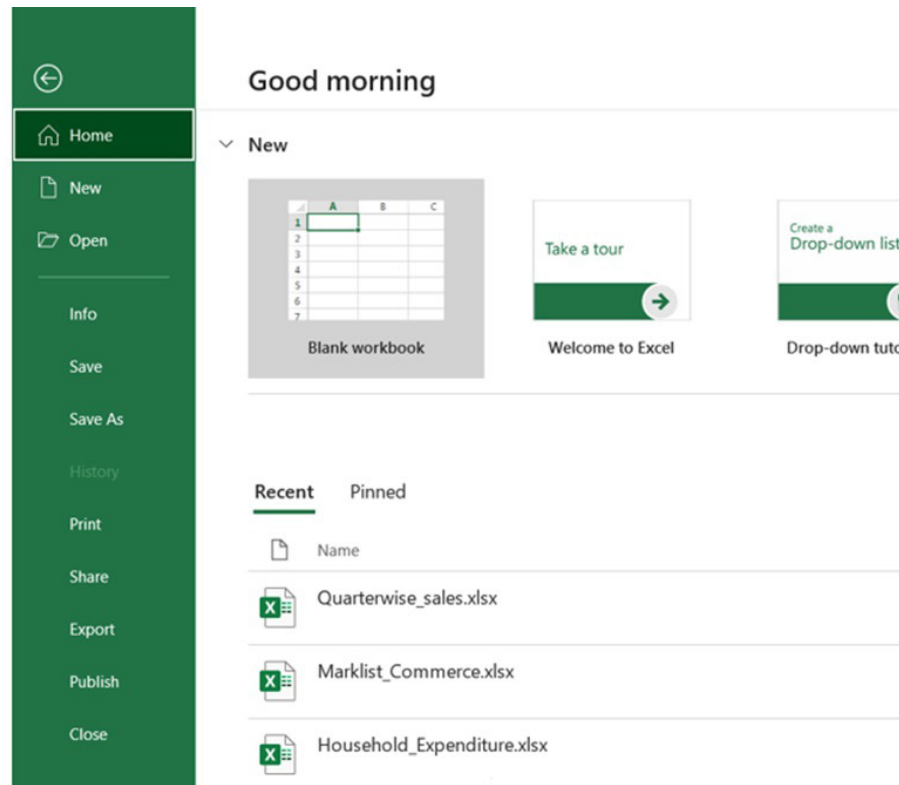 Good morning
Home
New
Open
Info
Save
Save As
History
Print
Share
Export
Publish
Close
New
A B C
1
2
3
4
5
6
7
Blank workbook
Take a tour
Welcome to Excel
Create a
Drop-down list
Drop-down
Recent Pinned
Name
Quarterwise_sales.xlsx
Marklist_Commerce.xlsx
Household_Expenditure.xlsx